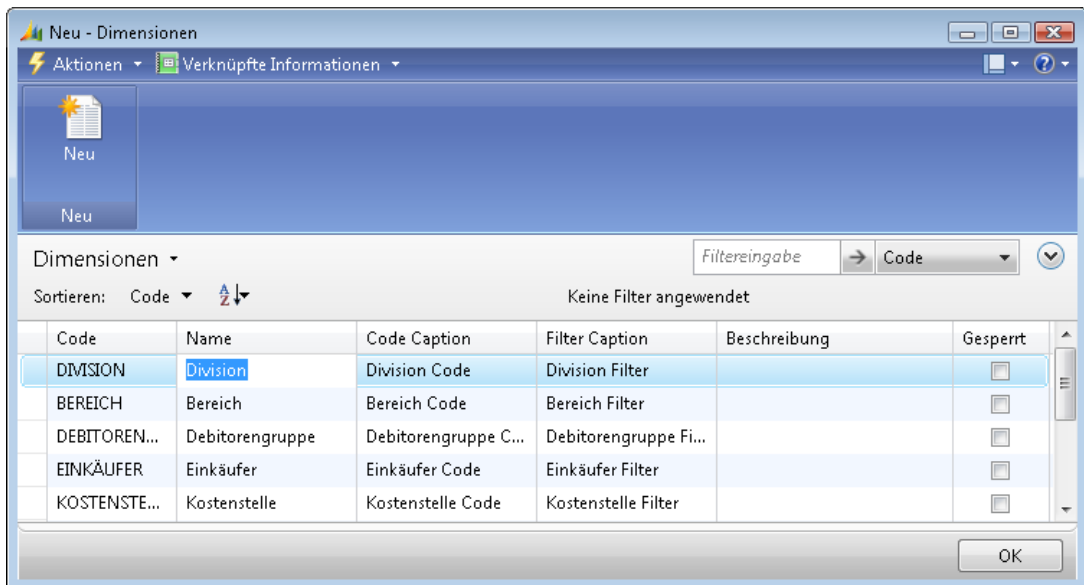 Neu - Dimensionen
Aktionen Verknüpfte Informationen
Neu
Neu
Dimensionen Filtereingabe Code
Sortieren: Code Keine Filter angewendet
Code Name Code Caption Filter Caption Beschreibung Gesperrt
DIVISION Division Division Code Division Filter
BEREICH Bereich Bereich Code Bereich Filter
DEBITOREN... Debitorengruppe Debitorengruppe C... Debitorengruppe Fi...
EINKÄUFER Einkäufer Einkäufer Code Einkäufer Filter
KOSTENSTE... Kostenstelle Kostenstelle Code Kostenstelle Filter
OK